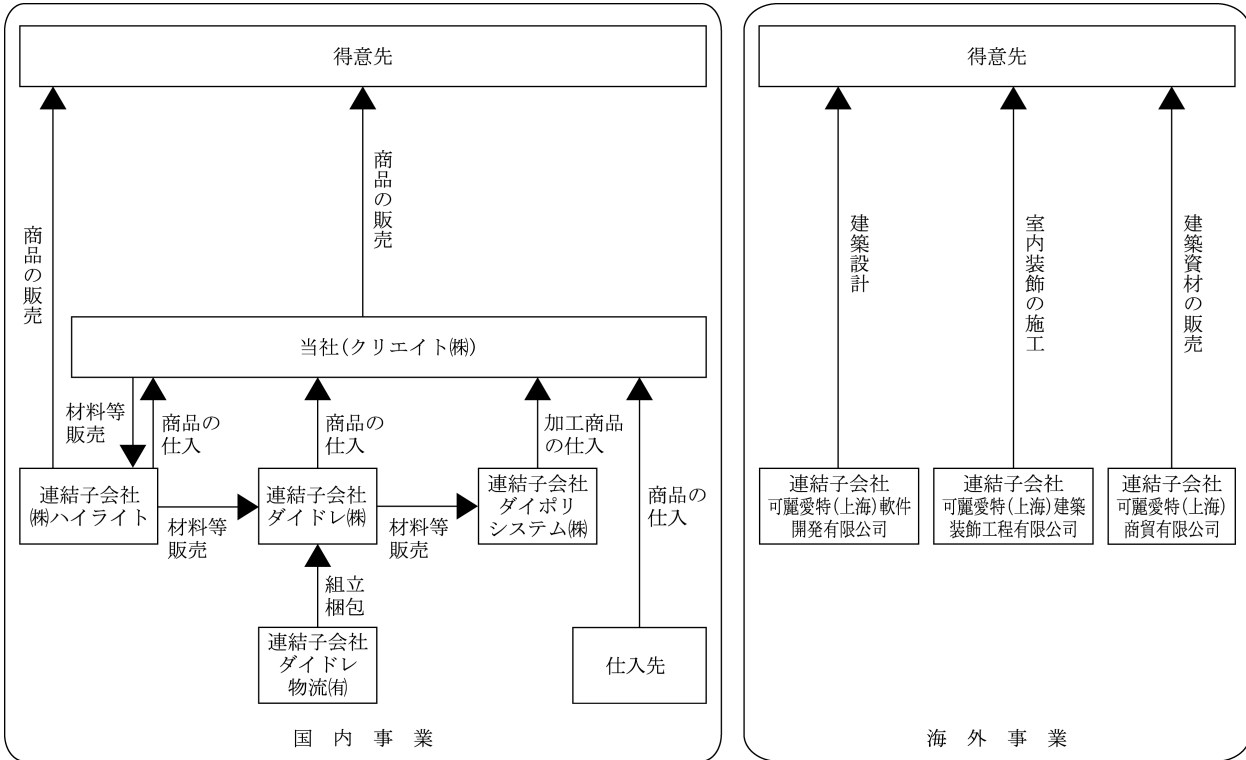 得意先
商品の販売
商品の販売
当社(クリエイト㈱)
材料等
販売
商品の
仕入
商品の
仕入
加工商品
の仕入
商品の
仕入
連結子会社
㈱ハイライト
材料等
販売
連結子会社
ダイドレ㈱
材料等
販売
連結子会社
ダイポリ
システム㈱
組立
梱包
連結子会社
ダイドレ
物流㈲
仕入先
国内事業
得意先
建築設計
室内装飾の施工
建築資材の販売
連結子会社
可麗愛特(上海)軟件
開発有限公司
連結子会社
可麗愛特(上海)建築
装飾工程有限公司
連結子会社
可麗愛特(上海)
商貿有限公司
海外事業